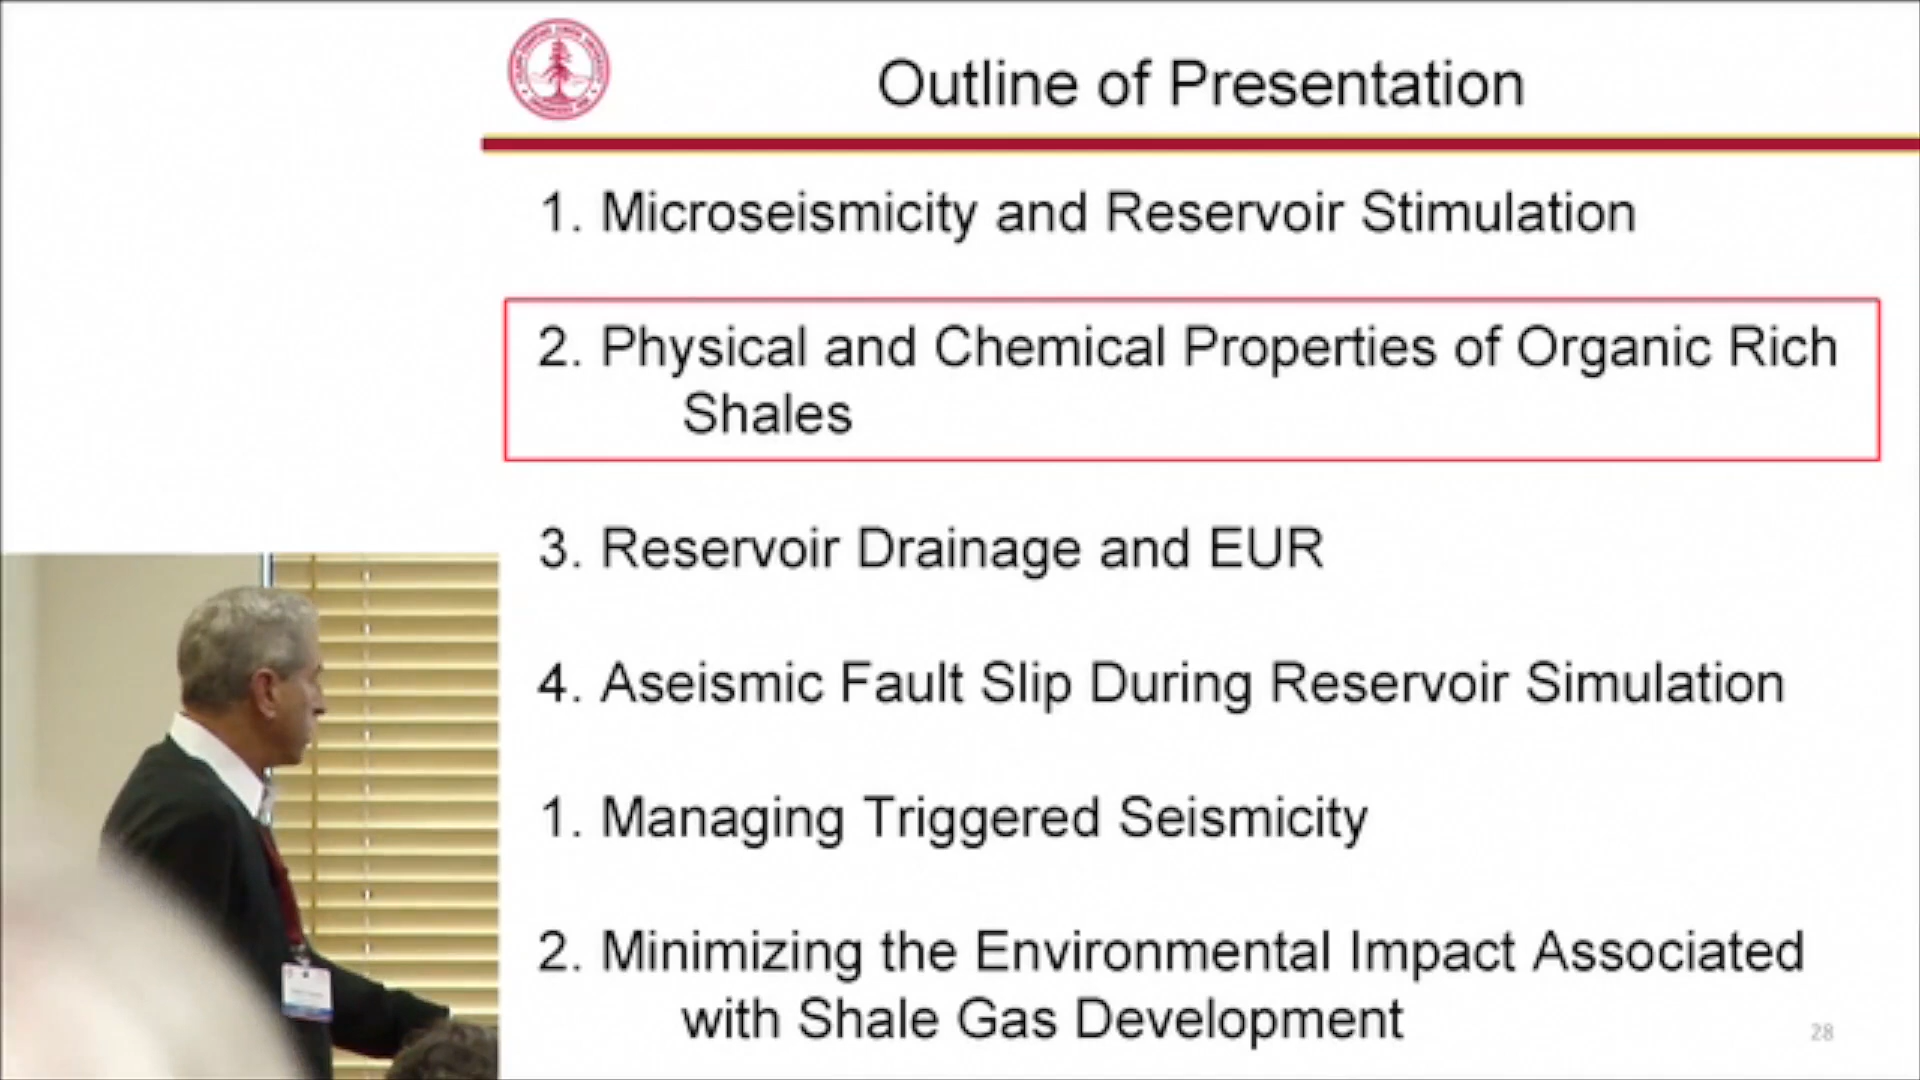 Outline of Presentation
1. Microseismicity and Reservoir Stimulation
2. Physical and Chemical Properties of Organic Rich
Shales
3. Reservoir Drainage and EUR
4. Aseismic Fault Slip During Reservoir Simulation
1. Managing Triggered Seismicity
2. Minimizing the Environmental Impact Associated
with Shale Gas Development
28